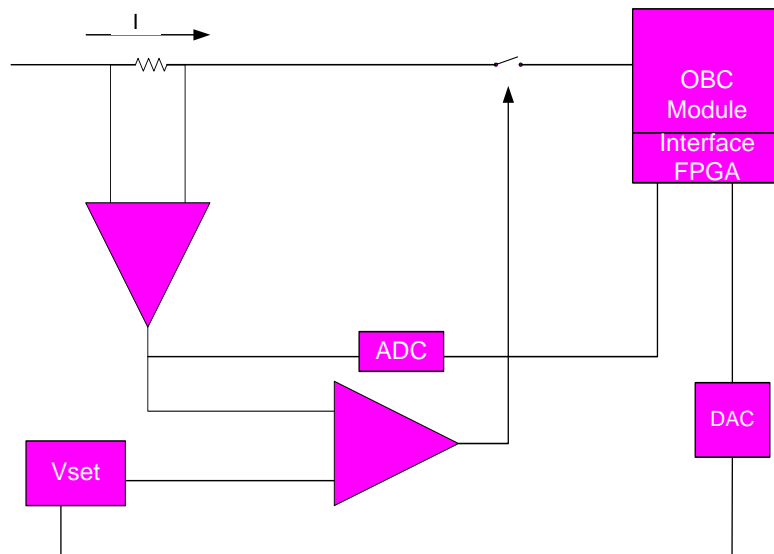 I
OBC
Module
Interface
FPGA
ADC
DAC
Vset